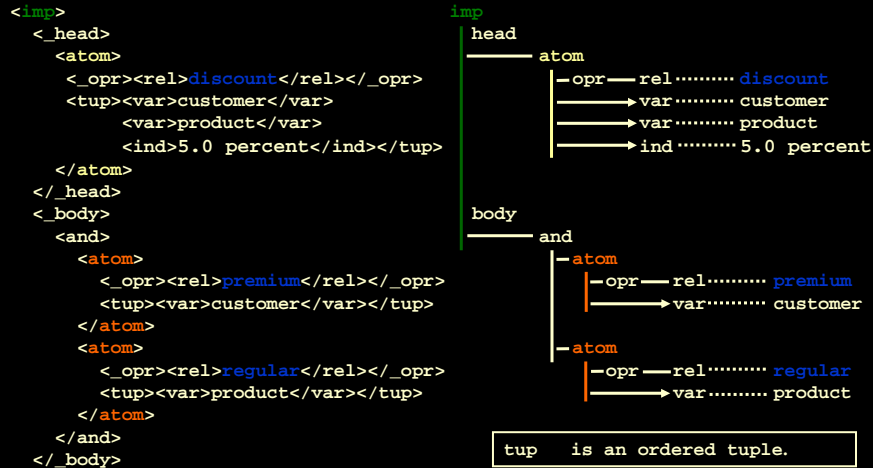 <imp>
<_head>
<atom>
<_opr><rel>discount</rel></_opr>
<tup><var>customer</var>
<var>product</var>
<ind>5.0 percent</ind></tup>
</atom>
</_head>
<_body>
<and>
<atom>
<_opr><rel>premium</rel></_opr>
<tup><var>customer</var></tup>
</atom>
<atom>
<_opr><rel>regular</rel></_opr>
<tup><var>product</var></tup>
</atom>
</and>
</_body>
imp
head
atom
opr rel discount
var customer
var product
ind 5.0 percent
body
and
atom
opr rel premium
var customer
atom
opr rel regular
var product
tup is an ordered tuple.